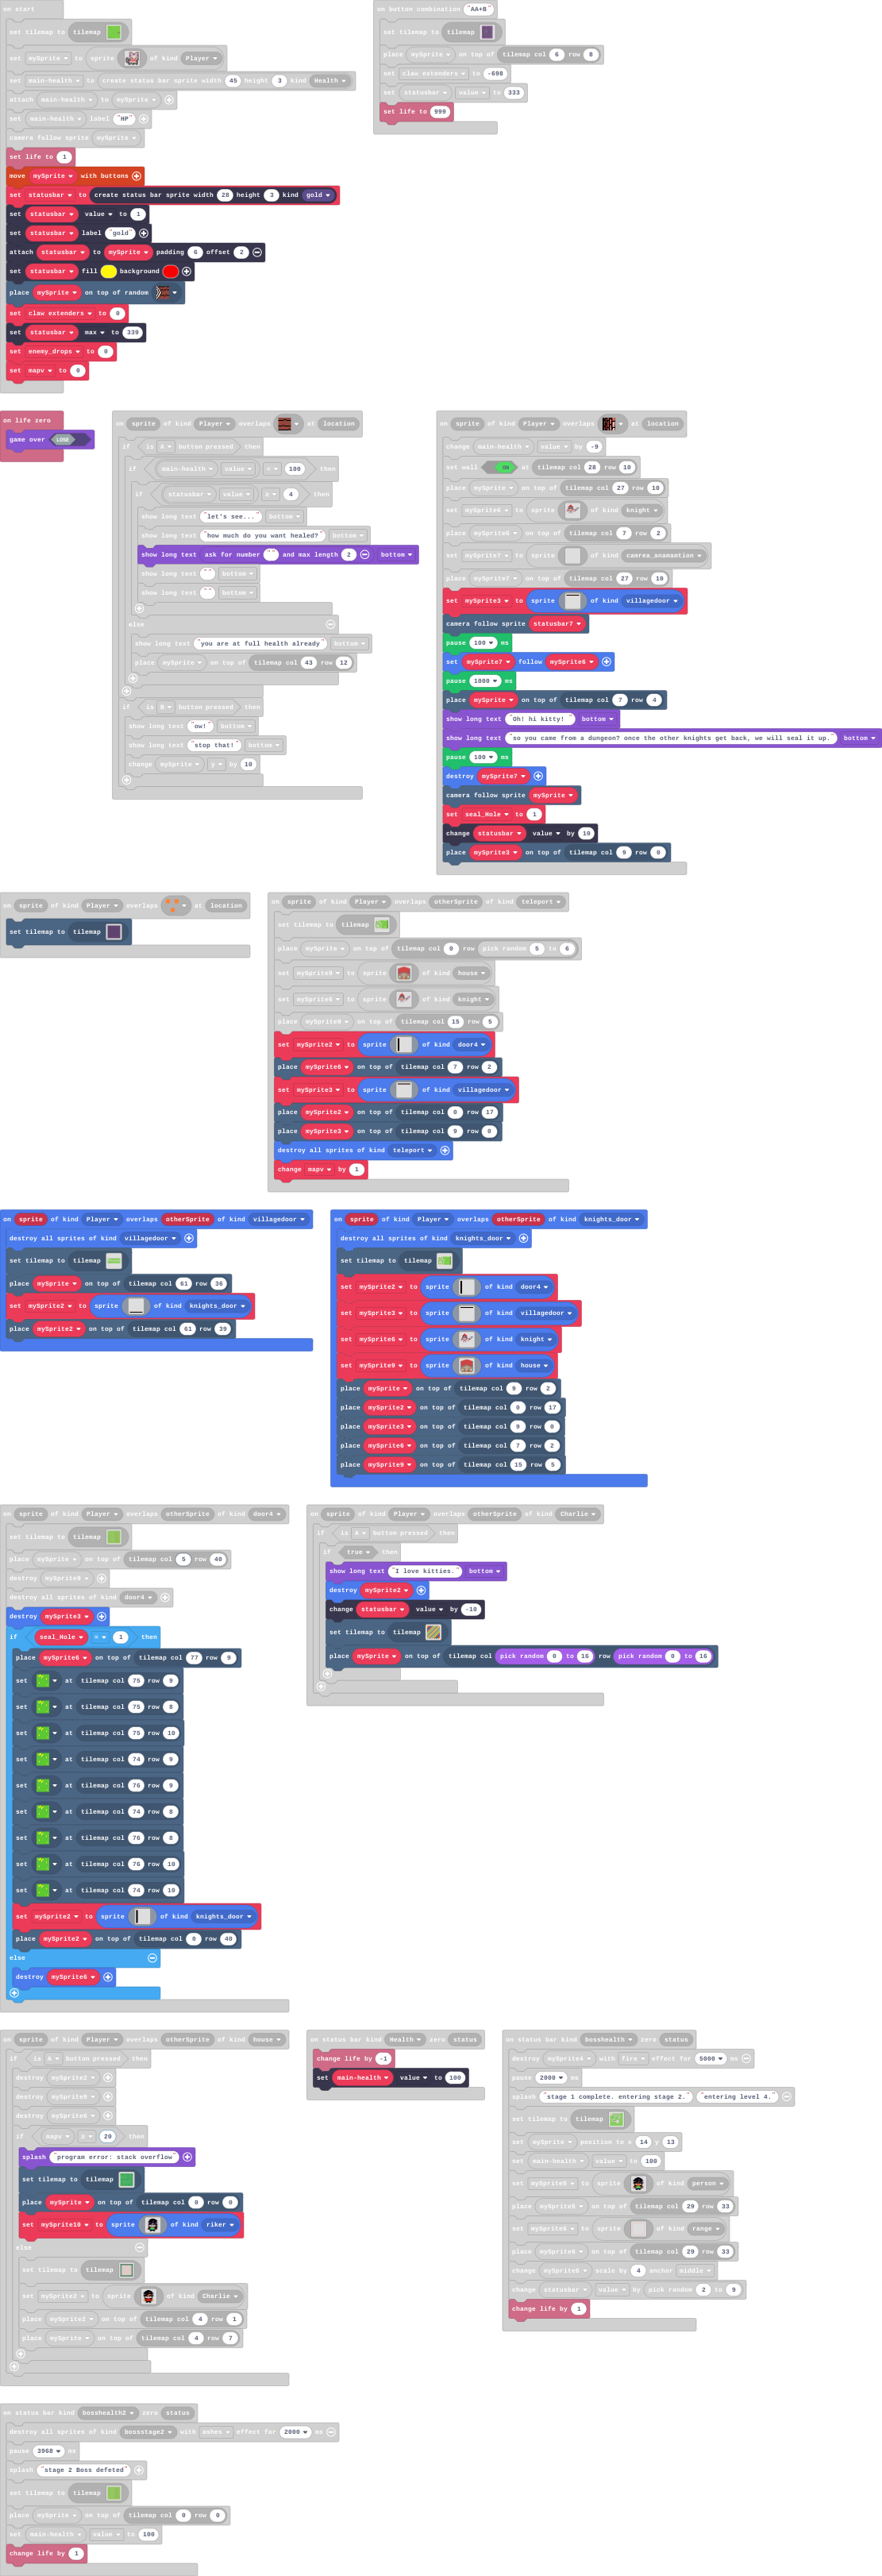 on start
set tilemap to tilemap
set mySprite to sprite of kind Player
set main-health to create status bar sprite width 45 height 3 kind Health
attach main-health to mySprite
set main-health label "HP"
camera follow sprite mySprite
set life to 1
move mySprite with buttons
set statusbar to create status bar sprite width 28 height 3 kind gold
set statusbar value to 1
set statusbar label "gold"
attach statusbar to mySprite padding 6 offset 2
set statusbar fill background
place mySprite on top of random
set claw extenders to 0
set statusbar max to 339
set enemy_drops to 0
set mapv to 0
on button combination "AA+B"
set tilemap to tilemap
place mySprite on top of tilemap col 6 row 8
set claw extenders to -698
set statusbar value to 333
set life to 999
on life zero
game over LOSE
on sprite of kind Player overlaps at location
if is A button pressed then
if main-health value < 100 then
if statusbar value ≥ 4 then
show long text "let's see..." bottom
show long text "how much do you want healed?" bottom
show long text ask for number "" and max length 2 bottom
show long text "" bottom
show long text "" bottom
else
show long text "you are at full health already" bottom
place mySprite on top of tilemap col 43 row 12
if is B button pressed then
show long text "ow!" bottom
show long text "stop that!" bottom
change mySprite y by 10
on sprite of kind Player overlaps at location
change main-health value by -9
set wall ON at tilemap col 28 row 10
place mySprite on top of tilemap col 27 row 10
set mySprite6 to sprite of kind knight
place mySprite6 on top of tilemap col 7 row 2
set mySprite7 to sprite of kind camrea_anamantion
place mySprite7 on top of tilemap col 27 row 10
set mySprite3 to sprite of kind villagedoor
camera follow sprite statusbar7
pause 100 ms
set mySprite7 follow mySprite6
pause 1000 ms
place mySprite on top of tilemap col 7 row 4
show long text "Oh! hi kitty! " bottom
show long text "so you came from a dungeon? once the other knights get back, we will seal it up." bottom
pause 100 ms
destroy mySprite7
camera follow sprite mySprite
set seal_Hole to 1
change statusbar value by 10
place mySprite3 on top of tilemap col 9 row 0
on sprite of kind Player overlaps at location
set tilemap to tilemap
on sprite of kind Player overlaps otherSprite of kind teleport
set tilemap to tilemap
place mySprite on top of tilemap col 0 row pick random 5 to 6
set mySprite9 to sprite of kind house
set mySprite6 to sprite of kind knight
place mySprite9 on top of tilemap col 15 row 5
set mySprite2 to sprite of kind door4
place mySprite6 on top of tilemap col 7 row 2
set mySprite3 to sprite of kind villagedoor
place mySprite2 on top of tilemap col 0 row 17
place mySprite3 on top of tilemap col 9 row 0
destroy all sprites of kind teleport
change mapv by 1
on sprite of kind Player overlaps otherSprite of kind villagedoor
destroy all sprites of kind villagedoor
set tilemap to tilemap
place mySprite on top of tilemap col 61 row 36
set mySprite2 to sprite of kind knights_door
place mySprite2 on top of tilemap col 61 row 39
on sprite of kind Player overlaps otherSprite of kind knights_door
destroy all sprites of kind knights_door
set tilemap to tilemap
set mySprite2 to sprite of kind door4
set mySprite3 to sprite of kind villagedoor
set mySprite6 to sprite of kind knight
set mySprite9 to sprite of kind house
place mySprite on top of tilemap col 9 row 2
place mySprite2 on top of tilemap col 0 row 17
place mySprite3 on top of tilemap col 9 row 0
place mySprite6 on top of tilemap col 7 row 2
place mySprite9 on top of tilemap col 15 row 5
on sprite of kind Player overlaps otherSprite of kind door4
set tilemap to tilemap
place mySprite on top of tilemap col 5 row 40
destroy mySprite9
destroy all sprites of kind door4
destroy mySprite3
if seal_Hole = 1 then
place mySprite6 on top of tilemap col 77 row 9
set at tilemap col 75 row 9
set at tilemap col 75 row 8
set at tilemap col 75 row 10
set at tilemap col 74 row 9
set at tilemap col 76 row 9
set at tilemap col 74 row 8
set at tilemap col 76 row 8
set at tilemap col 76 row 10
set at tilemap col 74 row 10
set mySprite2 to sprite of kind knights_door
place mySprite2 on top of tilemap col 0 row 40
else
destroy mySprite6
on sprite of kind Player overlaps otherSprite of kind Charlie
if is A button pressed then
if true then
show long text "I love kitties." bottom
destroy mySprite2
change statusbar value by -10
set tilemap to tilemap
place mySprite on top of tilemap col pick random 0 to 16 row pick random 0 to 16
on sprite of kind Player overlaps otherSprite of kind house
if is A button pressed then
destroy mySprite2
destroy mySprite9
destroy mySprite6
if mapv ≥ 20 then
splash "program error: stack overflow"
set tilemap to tilemap
place mySprite on top of tilemap col 0 row 0
set mySprite10 to sprite of kind riker
else
set tilemap to tilemap
set mySprite2 to sprite of kind Charlie
place mySprite2 on top of tilemap col 4 row 1
place mySprite on top of tilemap col 4 row 7
on status bar kind Health zero status
change life by -1
set main-health value to 100
on status bar kind bosshealth zero status
destroy mySprite4 with fire effect for 5000 ms
pause 2000 ms
splash "stage 1 complete. entering stage 2." "entering level 4."
set tilemap to tilemap
set mySprite position to x 14 y 13
set main-health value to 100
set mySprite5 to sprite of kind person
place mySprite5 on top of tilemap col 29 row 33
set mySprite6 to sprite of kind range
place mySprite6 on top of tilemap col 29 row 33
change mySprite6 scale by 4 anchor middle
change statusbar value by pick random 2 to 9
change life by 1
on status bar kind bosshealth2 zero status
destroy all sprites of kind bossstage2 with ashes effect for 2000 ms
pause 3968 ms
splash "stage 2 Boss defeted"
set tilemap to tilemap
place mySprite on top of tilemap col 0 row 0
set main-health value to 100
change life by 1